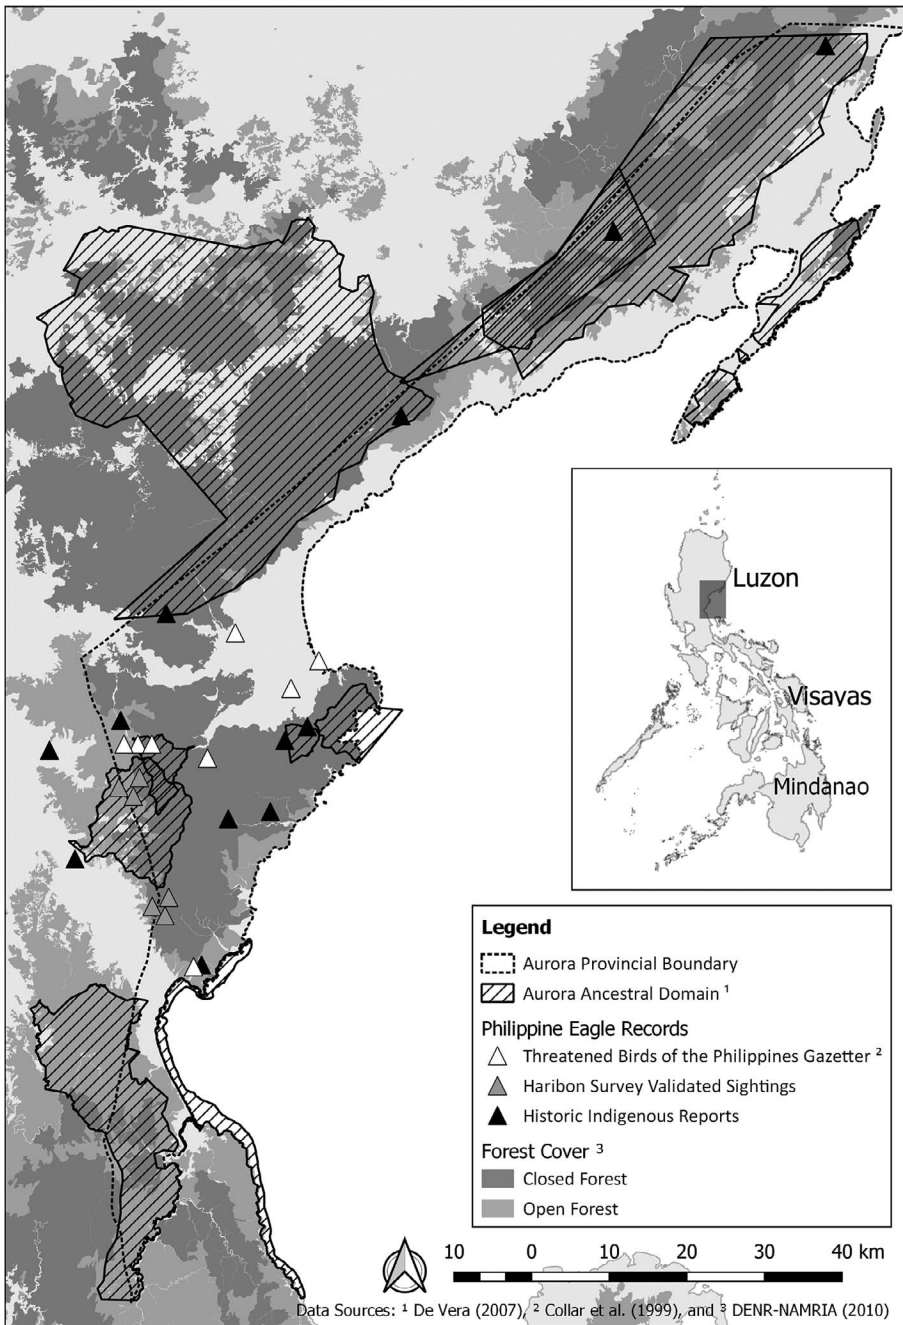 Luzon
Visayas
Mindanao
Legend
Aurora Provincial Boundary
Aurora Ancestral Domain ¹
Philippine Eagle Records
Threatened Birds of the Philippines Gazetter ²
Haribon Survey Validated Sightings
Historic Indigenous Reports
Forest Cover ³
Closed Forest
Open Forest
10 0 10 20 30 40 km
Data Sources: ¹ De Vera (2007), ² Collar et al. (1999), and ³ DENR-NAMRIA (2010)